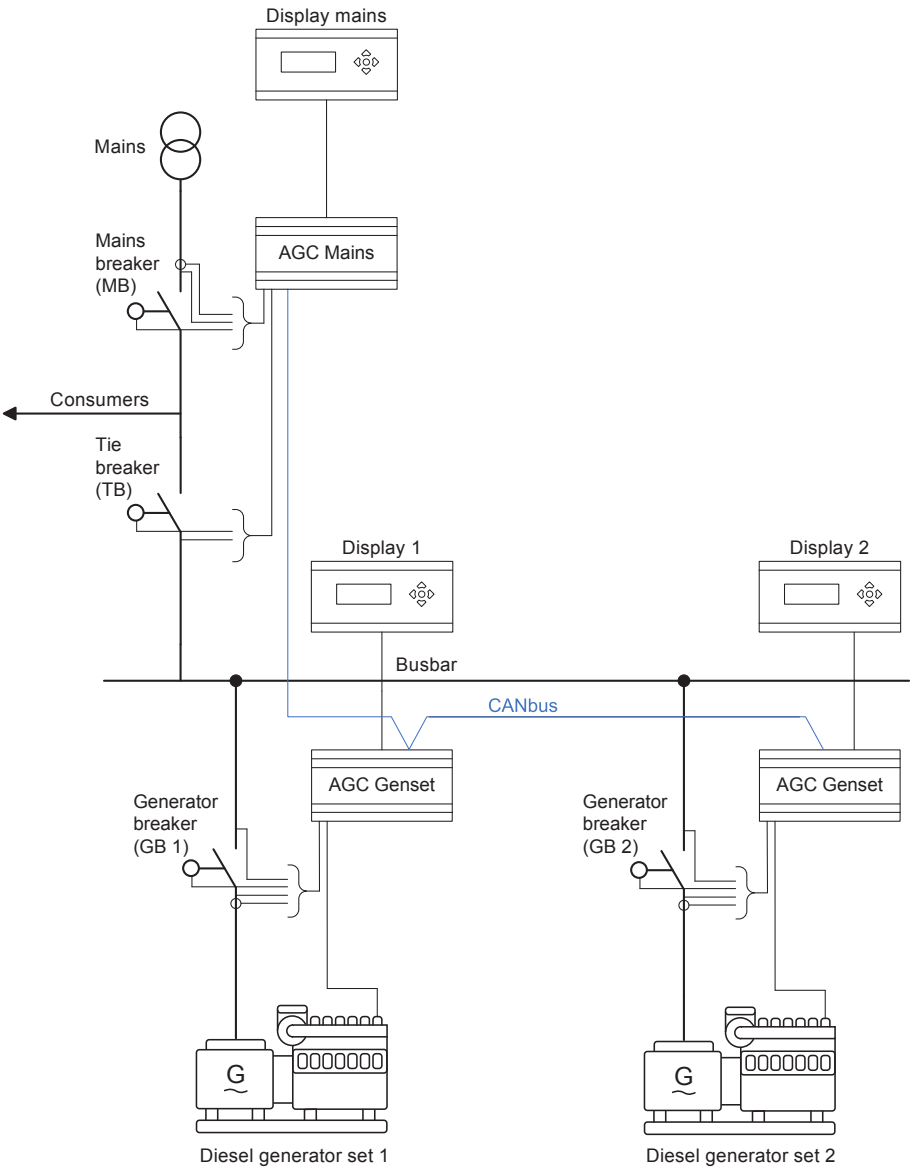 Display mains
Mains
AGC Mains
Mains
breaker
(MB)
Consumers
Tie
breaker
(TB)
Display 1
Display 2
Busbar
CANbus
AGC Genset
AGC Genset
Generator
breaker
(GB 1)
Generator
breaker
(GB 2)
G
G
Diesel generator set 1
Diesel generator set 2